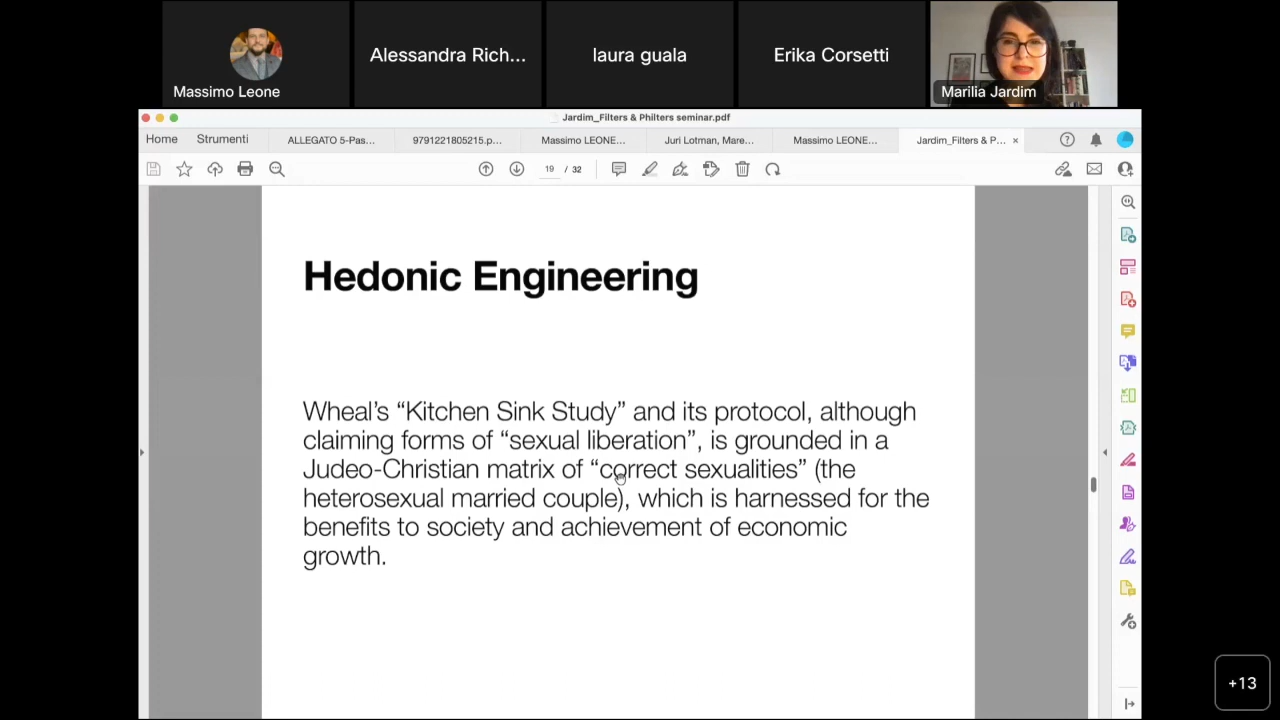 Massimo Leone
Alessandra Rich...
laura guala
Erika Corsetti
Marilia Jardim
Jardim_Filters & Philters seminar.pdf
Home
Strumenti
ALLEGATO 5-Pas...
9791221805215.p...
Massimo LEONE...
Juri Lotman, Mare...
Massimo LEONE...
Jardim_Filters & P... ×
19 / 32
Hedonic Engineering
Wheal’s “Kitchen Sink Study” and its protocol, although
claiming forms of “sexual liberation”, is grounded in a
Judeo-Christian matrix of “correct sexualities” (the
heterosexual married couple), which is harnessed for the
benefits to society and achievement of economic
growth.
+13